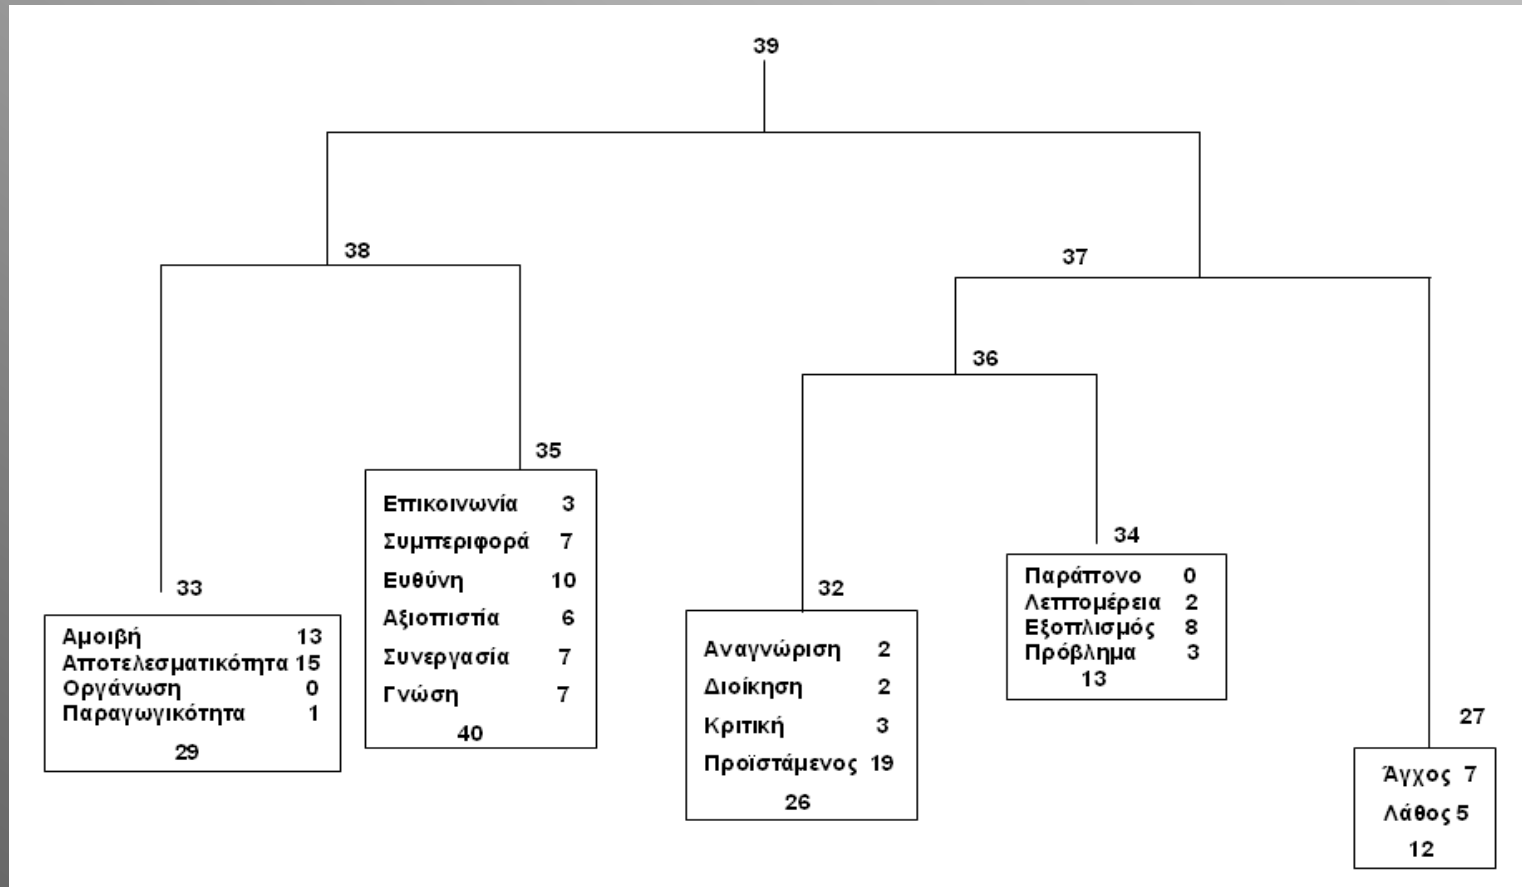 39
38
37
36
35
34
33
32
27
Αμοιβή 13
Αποτελεσματικότητα 15
Οργάνωση 0
Παραγωγικότητα 1
29
Επικοινωνία 3
Συμπεριφορά 7
Ευθύνη 10
Αξιοπιστία 6
Συνεργασία 7
Γνώση 7
40
Αναγνώριση 2
Διοίκηση 2
Κριτική 3
Προϊστάμενος 19
26
Παράπονο 0
Λεπτομέρεια 2
Εξοπλισμός 8
Πρόβλημα 3
13
Άγχος 7
Λάθος 5
12